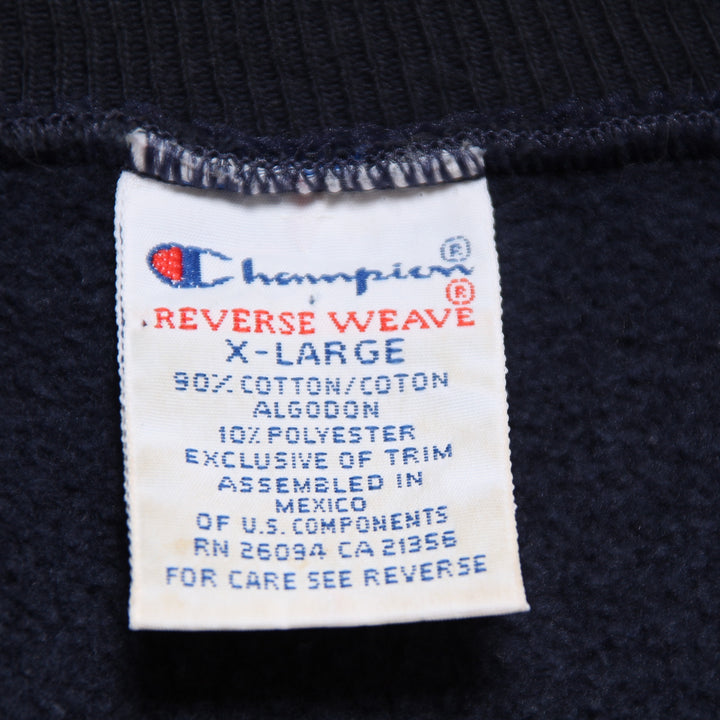 Champion®
REVERSE WEAVE®
X-LARGE
90% COTTON/COTON
ALGODON
10% POLYESTER
EXCLUSIVE OF TRIM
ASSEMBLED IN
MEXICO
OF U.S. COMPONENTS
RN 26094 CA 21356
FOR CARE SEE REVERSE